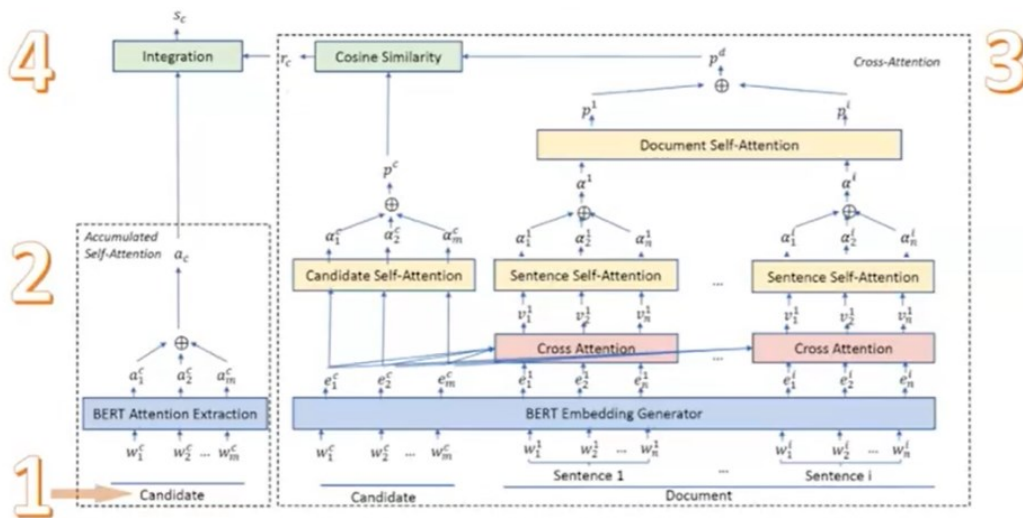 s_c
4
Integration
r_c
Cosine Similarity
p^d
Cross-Attention
3
⊕
p^1
p^i
Document Self-Attention
p^c
α^1
α^i
⊕
⊕
⊕
α_1^c α_2^c α_m^c
α_1^1 α_2^1 α_n^1
α_1^i α_2^i α_n^i
2
Accumulated
Self-Attention
a_c
Candidate Self-Attention
Sentence Self-Attention
...
Sentence Self-Attention
v_1^1 v_2^1 v_n^1
v_1^i v_2^i v_n^i
⊕
Cross Attention
...
Cross Attention
a_1^c a_2^c a_m^c
e_1^c e_2^c e_m^c
e_1^1 e_2^1 e_n^1
e_1^i e_2^i e_n^i
BERT Attention Extraction
BERT Embedding Generator
w_1^c w_2^c ... w_m^c
w_1^c w_2^c ... w_m^c
w_1^1 w_2^1 ... w_n^1
w_1^i w_2^i ... w_n^i
Sentence 1
...
Sentence i
1
Candidate
Candidate
Document